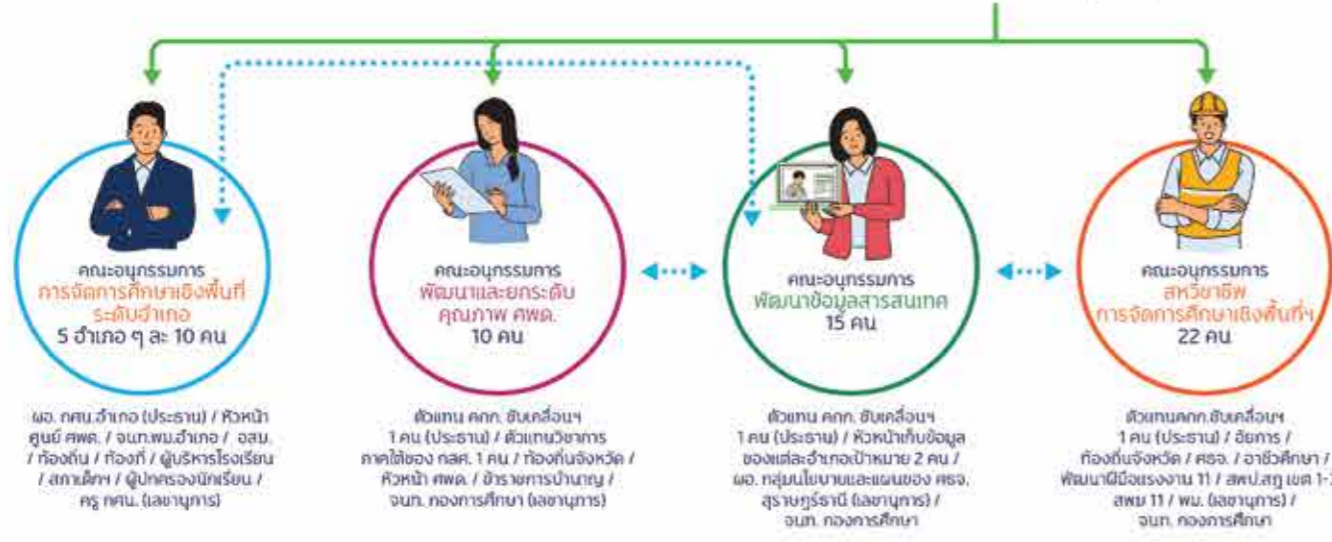 คณะอนุกรรมการ
การจัดการศึกษาเชิงพื้นที่
ระดับอำเภอ
5 อำเภอ ๆ ละ 10 คน
ผอ. กศน.อำเภอ (ประธาน) / หัวหน้า
ศูนย์ ศพด. / จนท.พม.อำเภอ / อสม.
/ ท้องถิ่น / ท้องที่ / ผู้บริหารโรงเรียน
/ สภาเด็กฯ / ผู้ปกครองนักเรียน /
ครู กศน. (เลขานุการ)
คณะอนุกรรมการ
พัฒนาและยกระดับ
คุณภาพ ศพด.
10 คน
ตัวแทน คกก. ขับเคลื่อนฯ
1 คน (ประธาน) / ตัวแทนวิชาการ
ภาคใต้ของ กสศ. 1 คน / ท้องถิ่นจังหวัด /
หัวหน้า ศพด. / ข้าราชการบำนาญ /
จนท. กองการศึกษา (เลขานุการ)
คณะอนุกรรมการ
พัฒนาข้อมูลสารสนเทศ
15 คน
ตัวแทน คกก. ขับเคลื่อนฯ
1 คน (ประธาน) / หัวหน้าเก็บข้อมูล
ของแต่ละอำเภอเป้าหมาย 2 คน /
ผอ. กลุ่มนโยบายและแผนของ ศธจ.
สุราษฎร์ธานี (เลขานุการ) /
จนท. กองการศึกษา
คณะอนุกรรมการ
สหวิชาชีพ
การจัดการศึกษาเชิงพื้นที่ฯ
22 คน
ตัวแทนคกก.ขับเคลื่อนฯ
1 คน (ประธาน) / อัยการ /
ท้องถิ่นจังหวัด / ศธจ. / อาชีวศึกษา /
พัฒนาฝีมือแรงงาน 11 / สพป.สฎ เขต
สพม 11 / พม. (เลขานุการ) /
จนท. กองการศึกษา